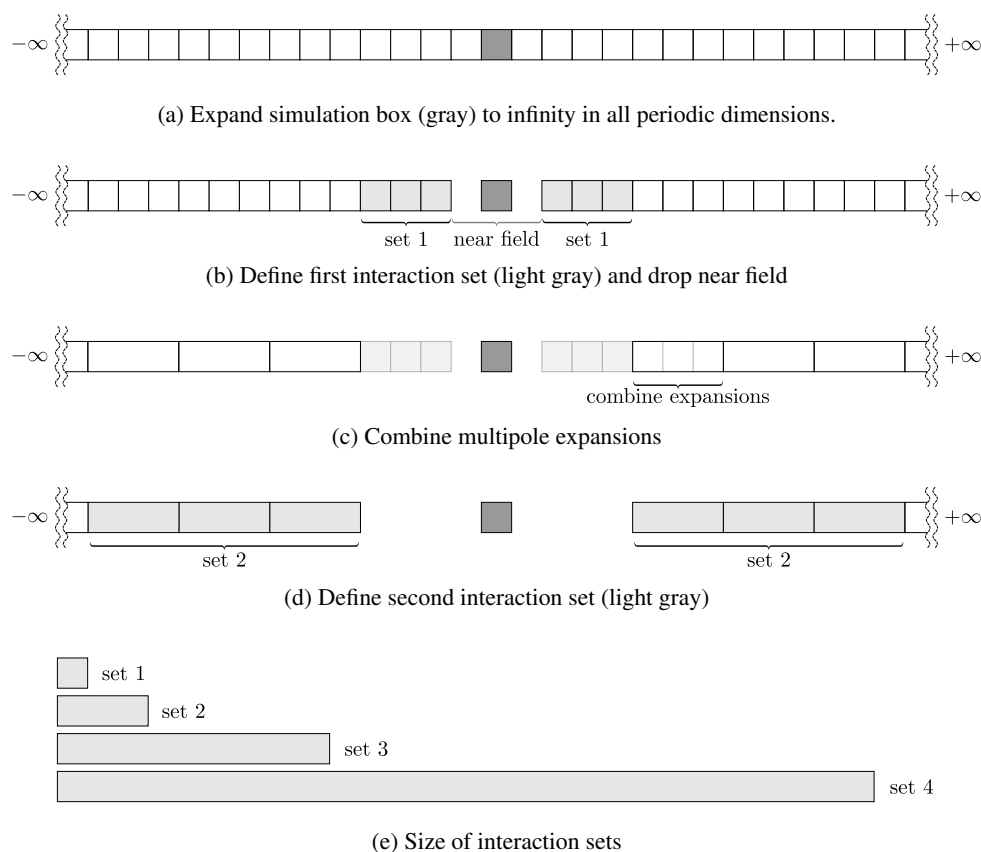 −∞ +∞
(a) Expand simulation box (gray) to infinity in all periodic dimensions.
−∞ +∞
set 1 near field set 1
(b) Define first interaction set (light gray) and drop near field
−∞ +∞
combine expansions
(c) Combine multipole expansions
−∞ +∞
set 2 set 2
(d) Define second interaction set (light gray)
set 1
set 2
set 3
set 4
(e) Size of interaction sets